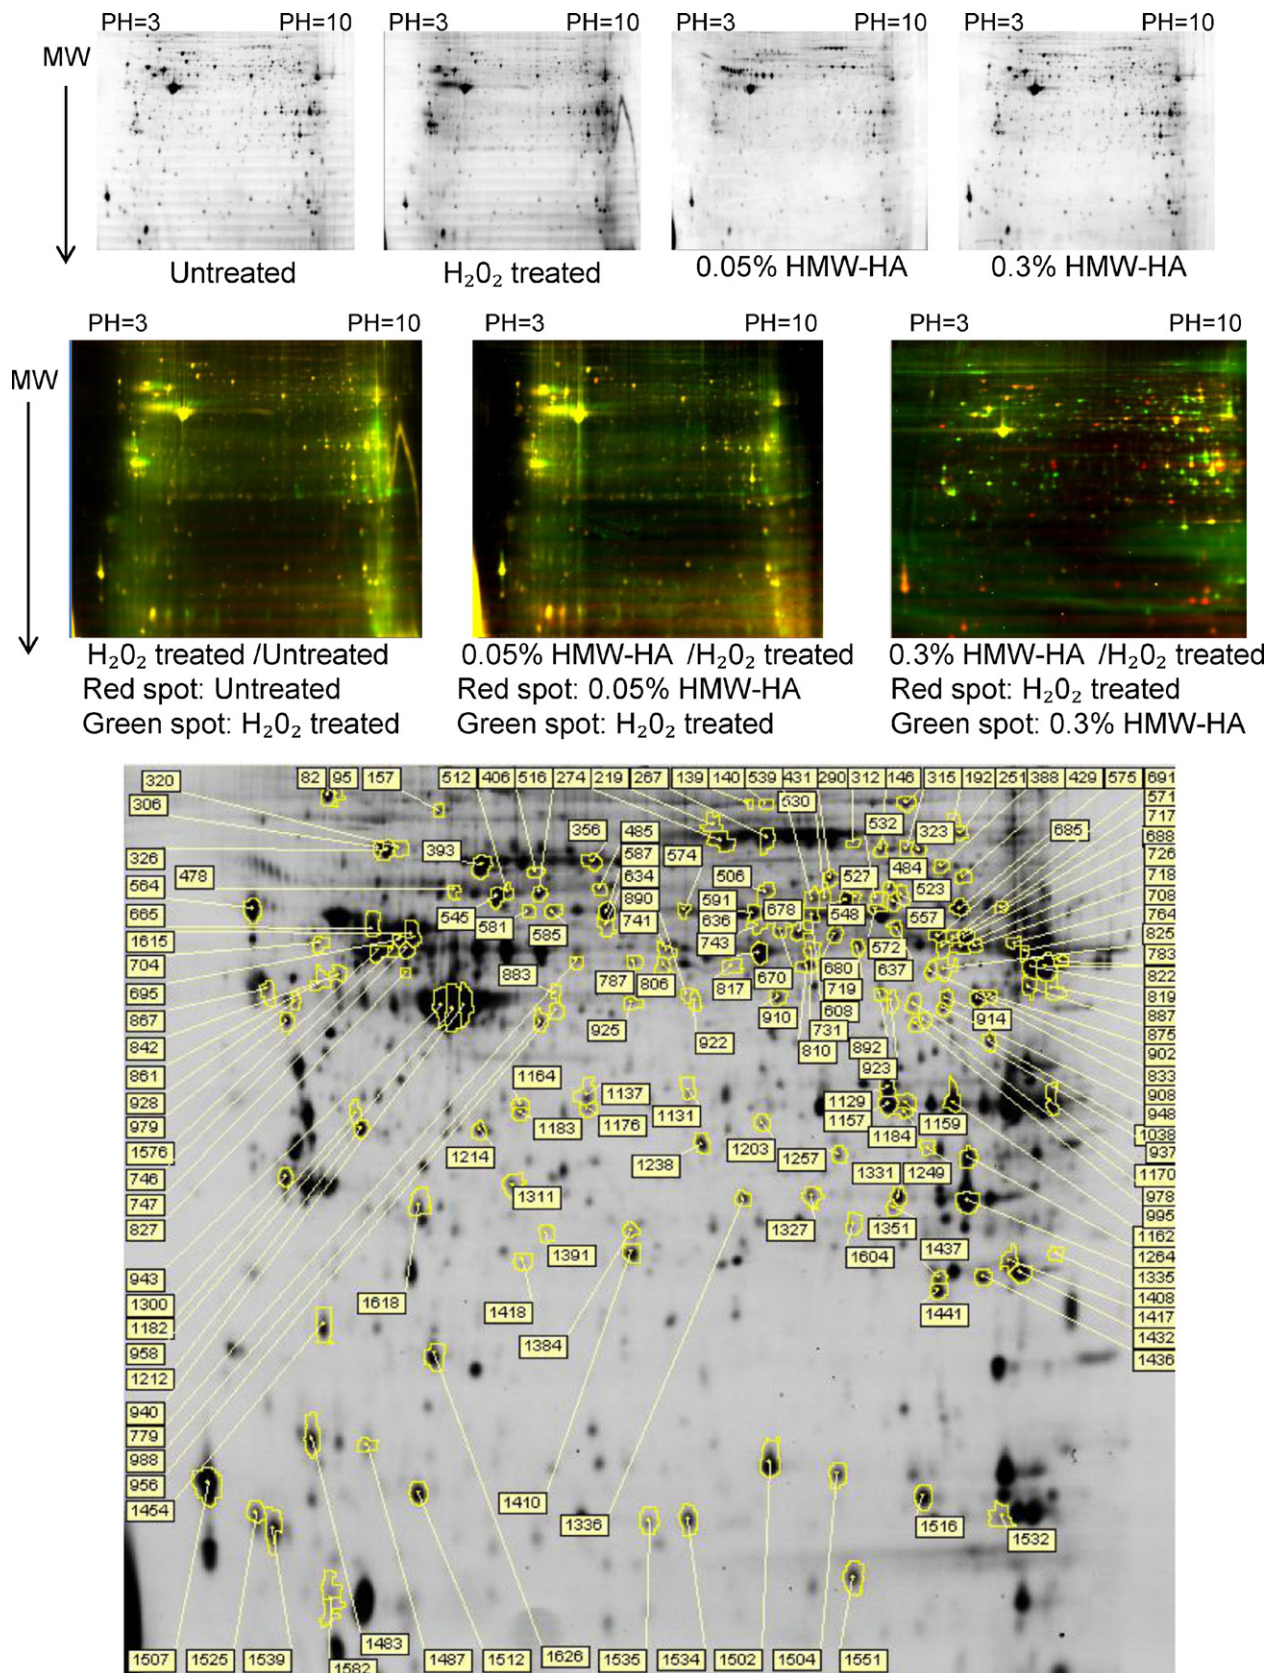 PH=3 PH=10 PH=3 PH=10 PH=3 PH=10 PH=3 PH=10
MW
Untreated H₂0₂ treated 0.05% HMW-HA 0.3% HMW-HA
PH=3 PH=10 PH=3 PH=10 PH=3 PH=10
MW
H₂0₂ treated /Untreated 0.05% HMW-HA /H₂0₂ treated 0.3% HMW-HA /H₂0₂ treated
Red spot: Untreated Red spot: 0.05% HMW-HA Red spot: H₂0₂ treated
Green spot: H₂0₂ treated Green spot: H₂0₂ treated Green spot: 0.3% HMW-HA
320 82 95 157 512 406 516 274 219 267 139 140 539 431 290 312 146 315 192 251 388 429 575 691
306 530 571
532 717
356 485 323 685 688
326 393 587 574 726
478 634 506 527 484 718
564 890 591 523 708
665 545 741 636 678 548 557 764
1615 581 585 743 572 825
704 883 787 806 817 670 680 637 783
695 719 822
867 925 910 608 914 819
842 922 731 887
861 810 892 875
928 923 902
979 1164 1137 1131 1129 833
1576 1183 1176 1157 1159 908
746 1214 1203 1184 948
747 1238 1257 1331 1249 1038
827 1311 937
943 1327 1351 1170
1300 1391 1604 1437 978
1182 1618 1418 1441 995
958 1384 1162
1212 1264
940 1335
779 1408
988 1417
956 1432
1454 1436
1410 1336 1516 1532
1483
1507 1525 1539 1582 1487 1512 1626 1535 1534 1502 1504 1551